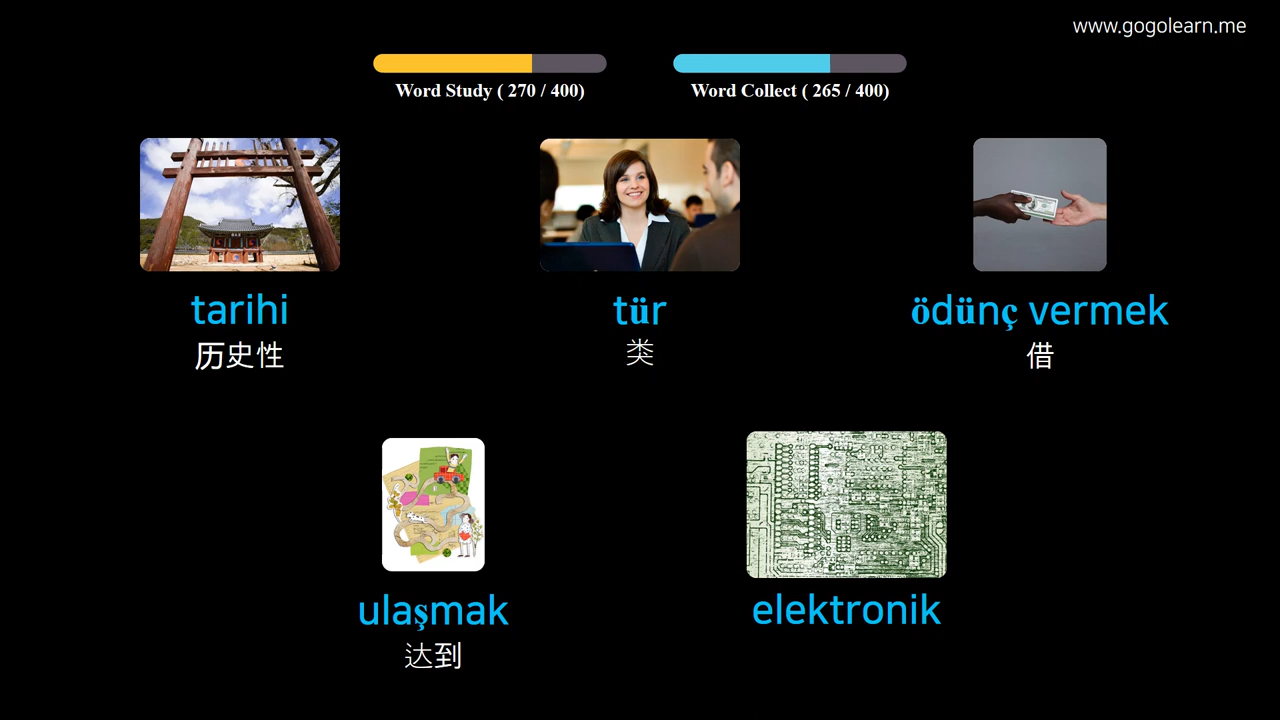 www.gogolearn.me
Word Study ( 270 / 400)
Word Collect ( 265 / 400)
tarihi
历史性
tür
类
ödünç vermek
借
ulaşmak
达到
elektronik